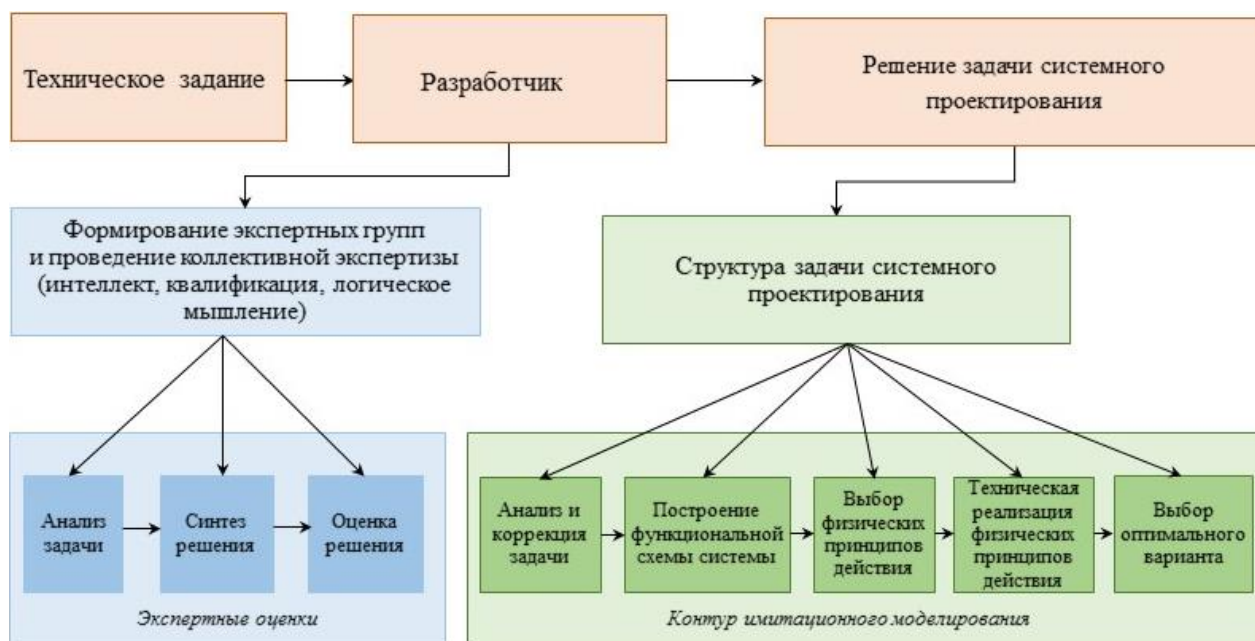 Техническое задание
Разработчик
Решение задачи системного
проектирования
Формирование экспертных групп
и проведение коллективной экспертизы
(интеллект, квалификация, логическое
мышление)
Структура задачи системного
проектирования
Анализ
задачи
Синтез
решения
Оценка
решения
Экспертные оценки
Анализ и
коррекция
задачи
Построение
функциональной
схемы системы
Выбор
физических
принципов
действия
Техническая
реализация
физических
принципов
действия
Выбор
оптимального
варианта
Контур имитационного моделирования